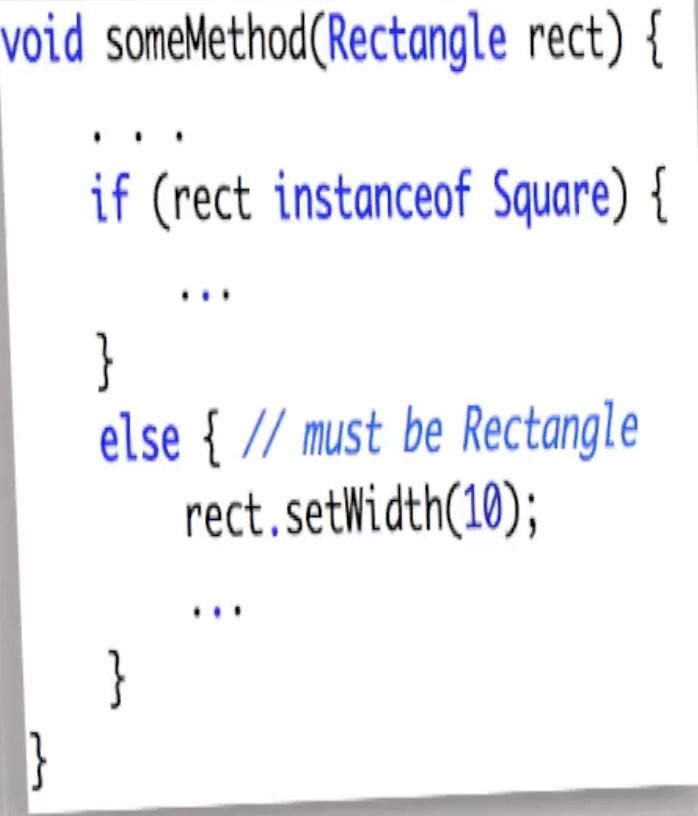 void someMethod(Rectangle rect) {
. . .
if (rect instanceof Square) {
...
}
else { // must be Rectangle
rect.setWidth(10);
...
}
}